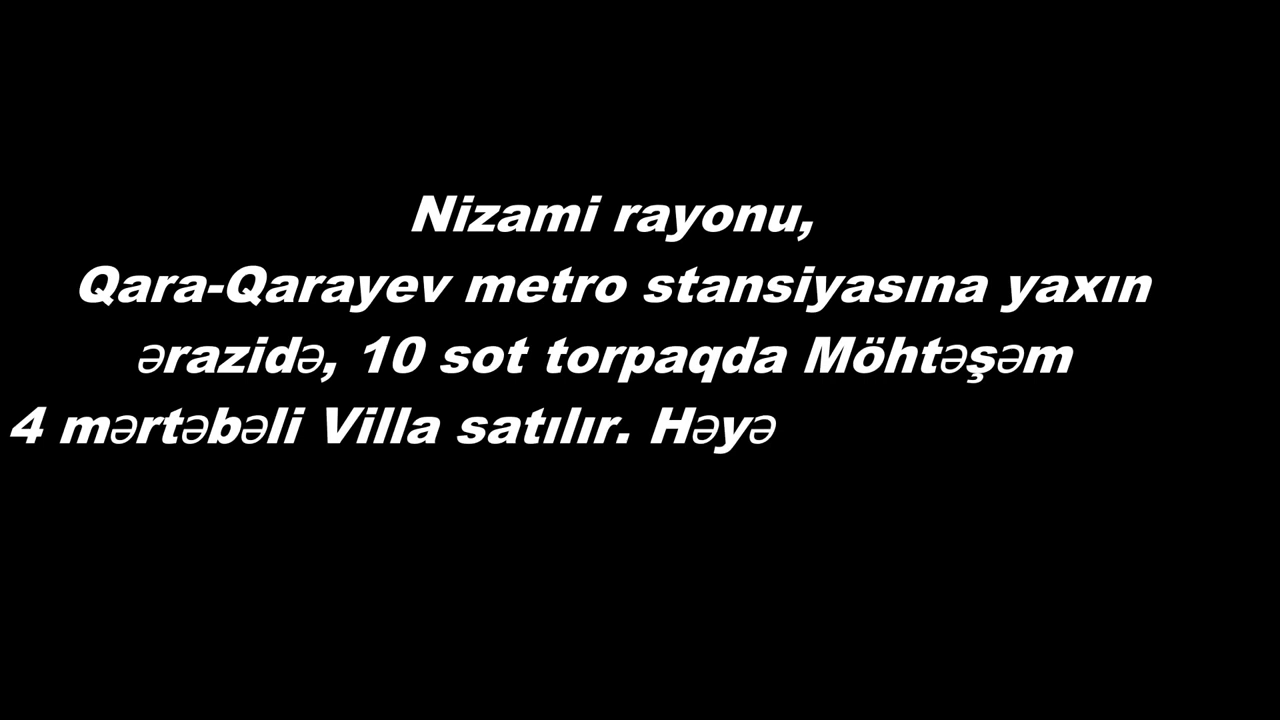 Nizami rayonu,
Qara-Qarayev metro stansiyasına yaxın
ərazidə, 10 sot torpaqda Möhtəşəm
4 mərtəbəli Villa satılır. Həyə